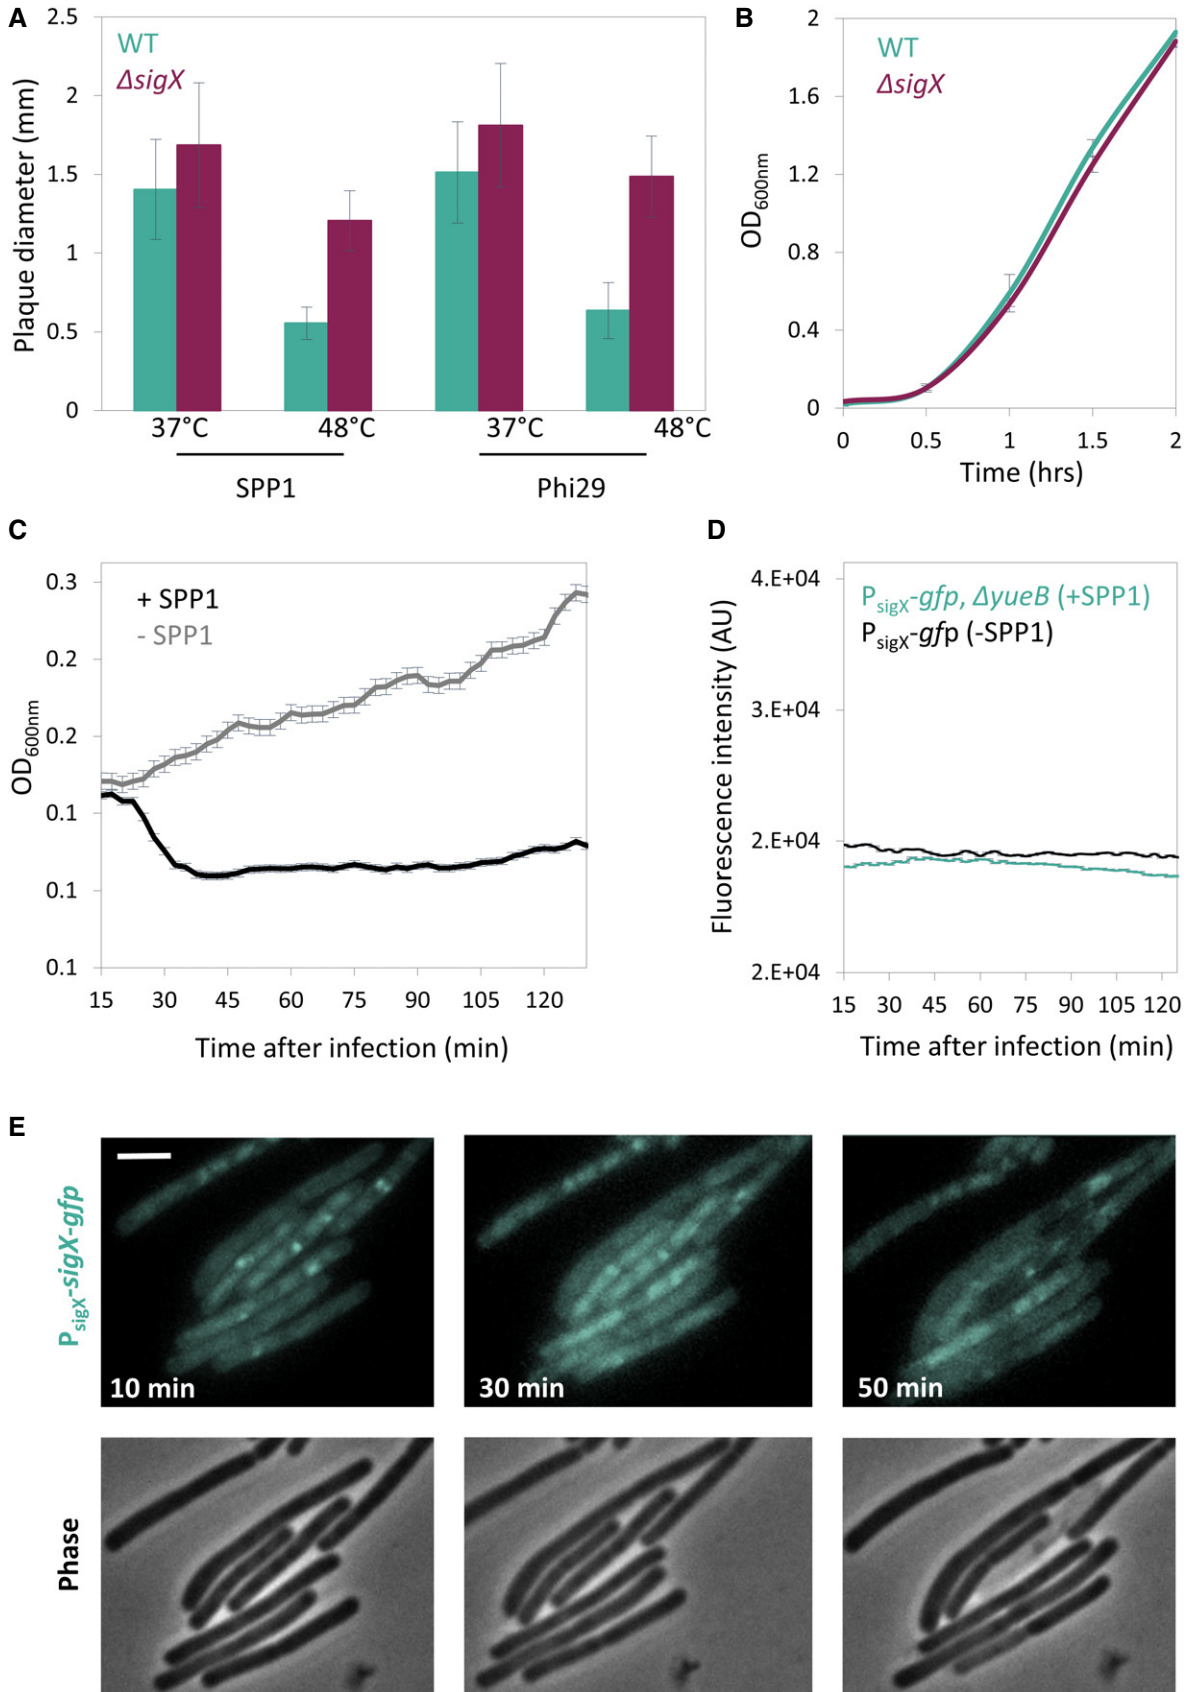 A
2.5
2
1.5
1
0.5
0
Plaque diameter (mm)
WT
ΔsigX
37°C
48°C
37°C
48°C
SPP1
Phi29
B
2
1.6
1.2
0.8
0.4
0
OD600nm
WT
ΔsigX
0
0.5
1
1.5
2
Time (hrs)
C
0.3
0.2
0.2
0.1
0.1
0.1
OD600nm
+ SPP1
- SPP1
15
30
45
60
75
90
105
120
Time after infection (min)
D
4.E+04
3.E+04
2.E+04
2.E+04
Fluorescence intensity (AU)
PsigX-gfp, ΔyueB (+SPP1)
PsigX-gfp (-SPP1)
15 30 45 60 75 90 105 120
Time after infection (min)
E
PsigX-sigX-gfp
10 min
30 min
50 min
Phase